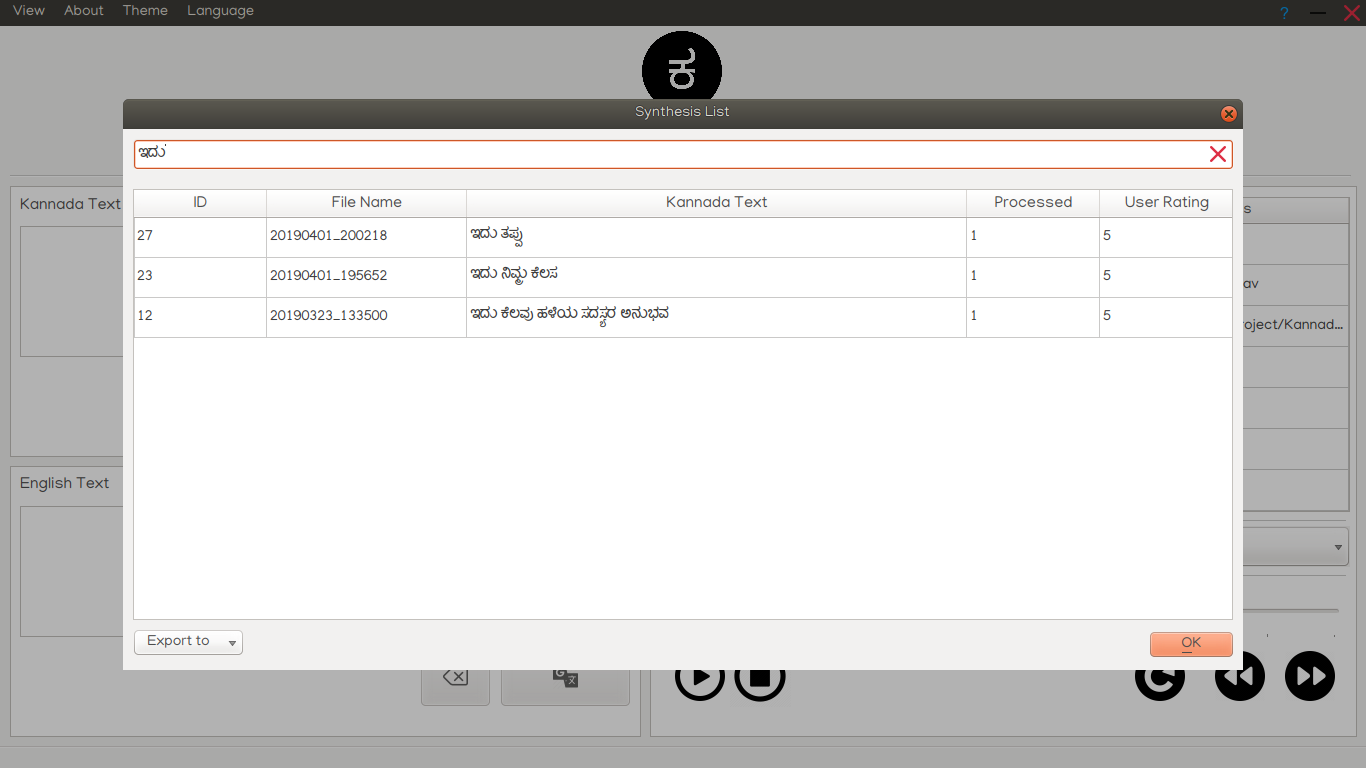 View About Theme Language ?
Synthesis List
ಇದು
ID File Name Kannada Text Processed User Rating
27 20190401_200218 ಇದು ತಪ್ಪು 1 5
23 20190401_195652 ಇದು ನಿಮ್ಮ ಕೆಲಸ 1 5
12 20190323_133500 ಇದು ಕೆಲವು ಹಳೆಯ ಸದಸ್ಯರ ಅನುಭವ 1 5
Export to OK
Kannada Text
English Text
s
av
roject/Kannad...